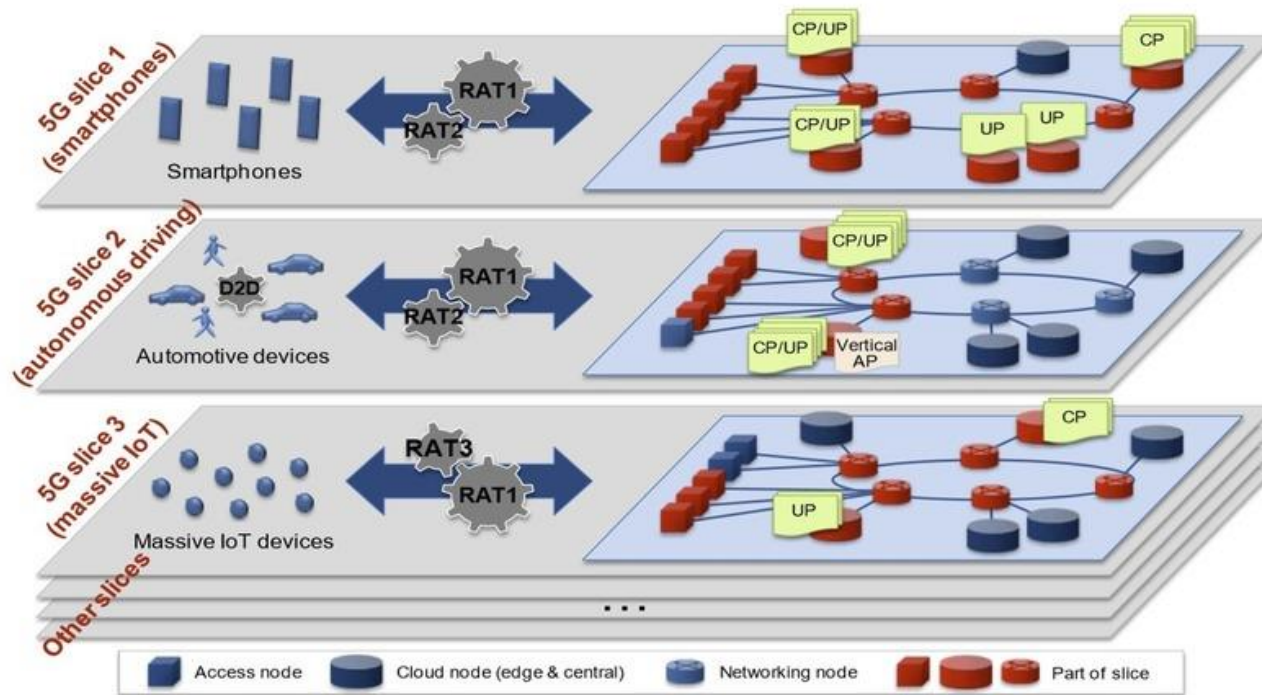 5G slice 1
(smartphones)
Smartphones
RAT1
RAT2
CP/UP
CP/UP
UP
UP
CP
5G slice 2
(autonomous driving)
D2D
Automotive devices
RAT1
RAT2
CP/UP
CP/UP
Vertical
AP
5G slice 3
(massive IoT)
Massive IoT devices
RAT3
RAT1
UP
CP
Other slices
...
Access node
Cloud node (edge & central)
Networking node
Part of slice